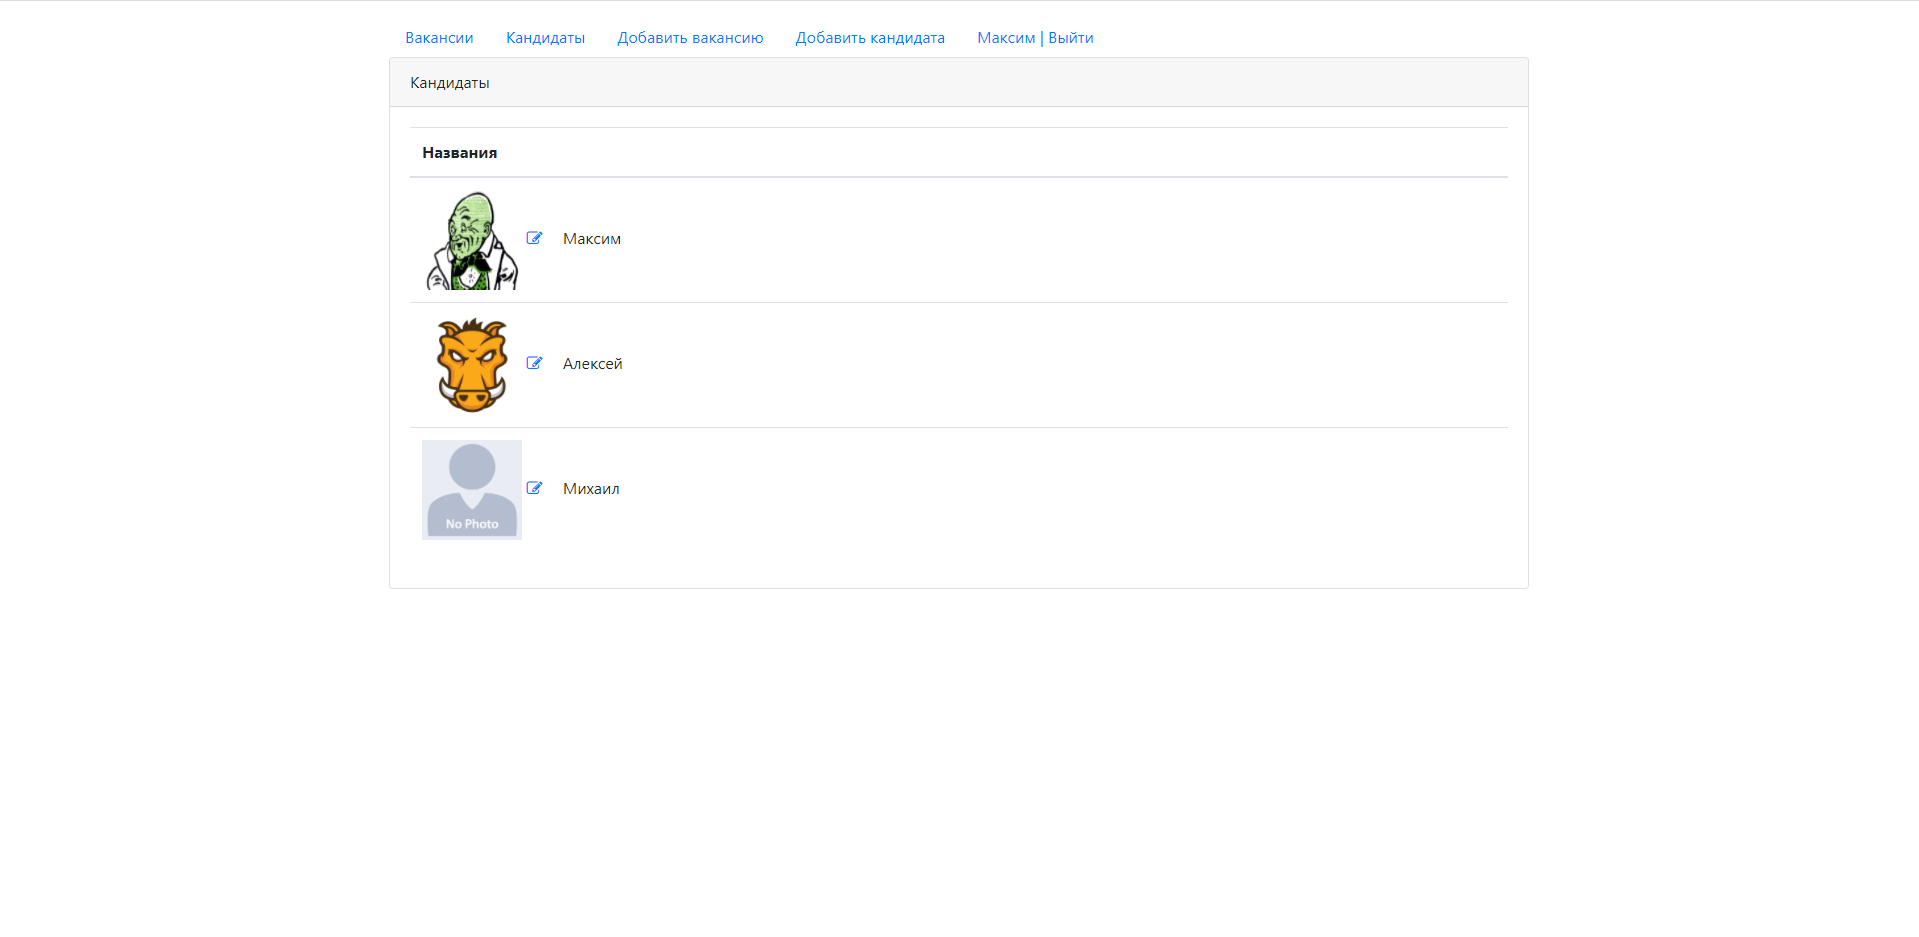 Вакансии Кандидаты Добавить вакансию Добавить кандидата Максим | Выйти
Кандидаты
Названия
Максим
Алексей
No Photo
Михаил